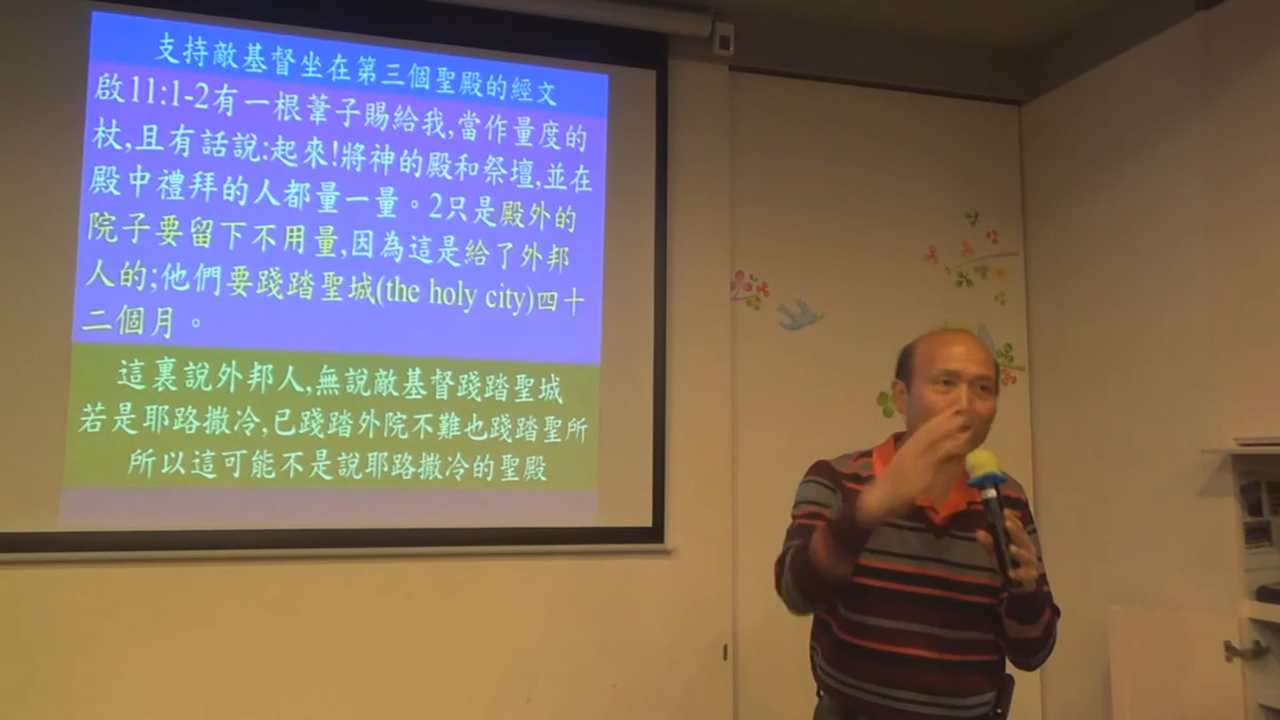 支持敵基督坐在第三個聖殿的經文
啟11:1-2有一根葦子賜給我,當作量度的
杖,且有話說:起來!將神的殿和祭壇,並在
殿中禮拜的人都量一量。2只是殿外的
院子要留下不用量,因為這是給了外邦
人的;他們要踐踏聖城(the holy city)四十
二個月。
這裏說外邦人,無說敵基督踐踏聖城
若是耶路撒冷,已踐踏外院不難也踐踏聖所
所以這可能不是說耶路撒冷的聖殿